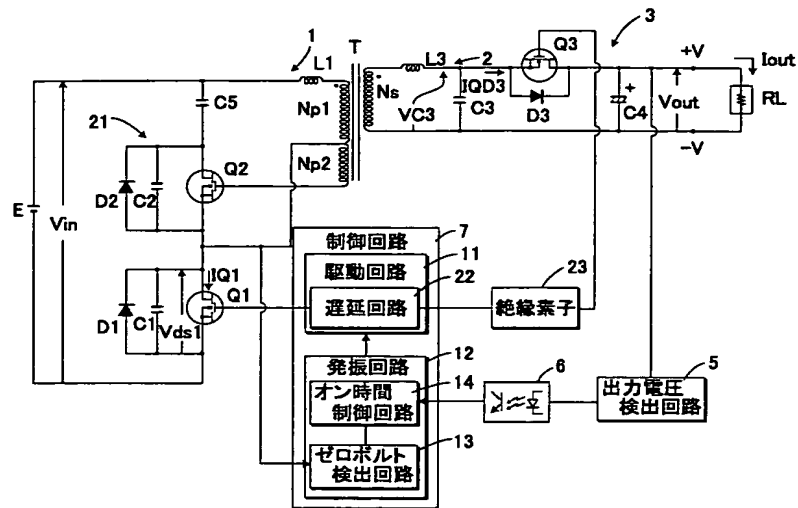 1
T
L1
L3
2
Q3
3
+V
Iout
C5
Np1
Ns
IQD3
VC3
C3
D3
C4
+
Vout
RL
21
Np2
-V
Q2
D2
C2
E
Vin
7
制御回路
IQ1
駆動回路
11
22
23
Q1
遅延回路
絶縁素子
D1
C1
Vds1
発振回路
12
14
6
5
オン時間
制御回路
出力電圧
検出回路
13
ゼロボルト
検出回路